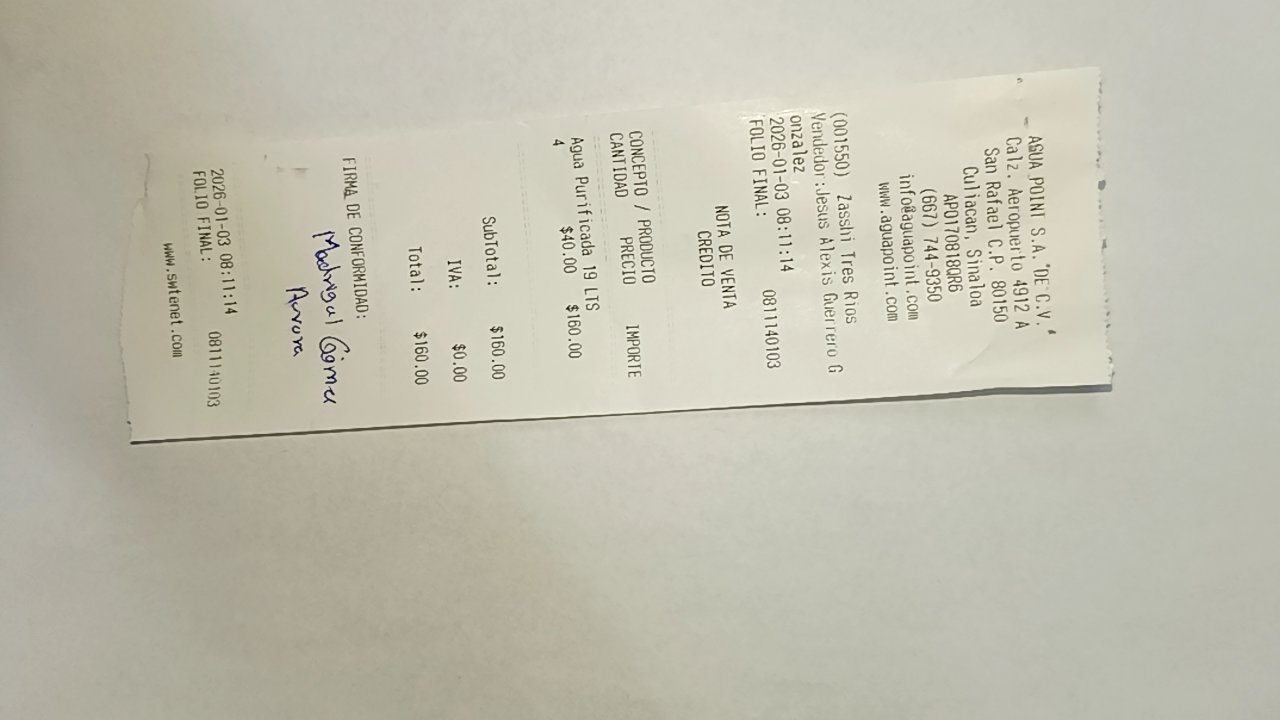 AGUA POINT S.A. DE C.V.
Calz. Aeropuerto 4912 A
San Rafael C.P. 80150
Culiacan, Sinaloa
APO170818QR6
(667) 744-9350
info@aguapoint.com
www.aguapoint.com
(001550) Zasshi Tres Rios
Vendedor:Jesus Alexis Guerrero G
onzalez
2026-01-03 08:11:14
FOLIO FINAL: 0811140103
NOTA DE VENTA
CREDITO
CONCEPTO / PRODUCTO
CANTIDAD PRECIO IMPORTE
Agua Purificada 19 LTS
4 $40.00 $160.00
SubTotal: $160.00
IVA: $0.00
Total: $160.00
FIRMA DE CONFORMIDAD:
Madrigal Gómez
Aurora
2026-01-03 08:11:14
FOLIO FINAL: 0811140103
www.swtenet.com